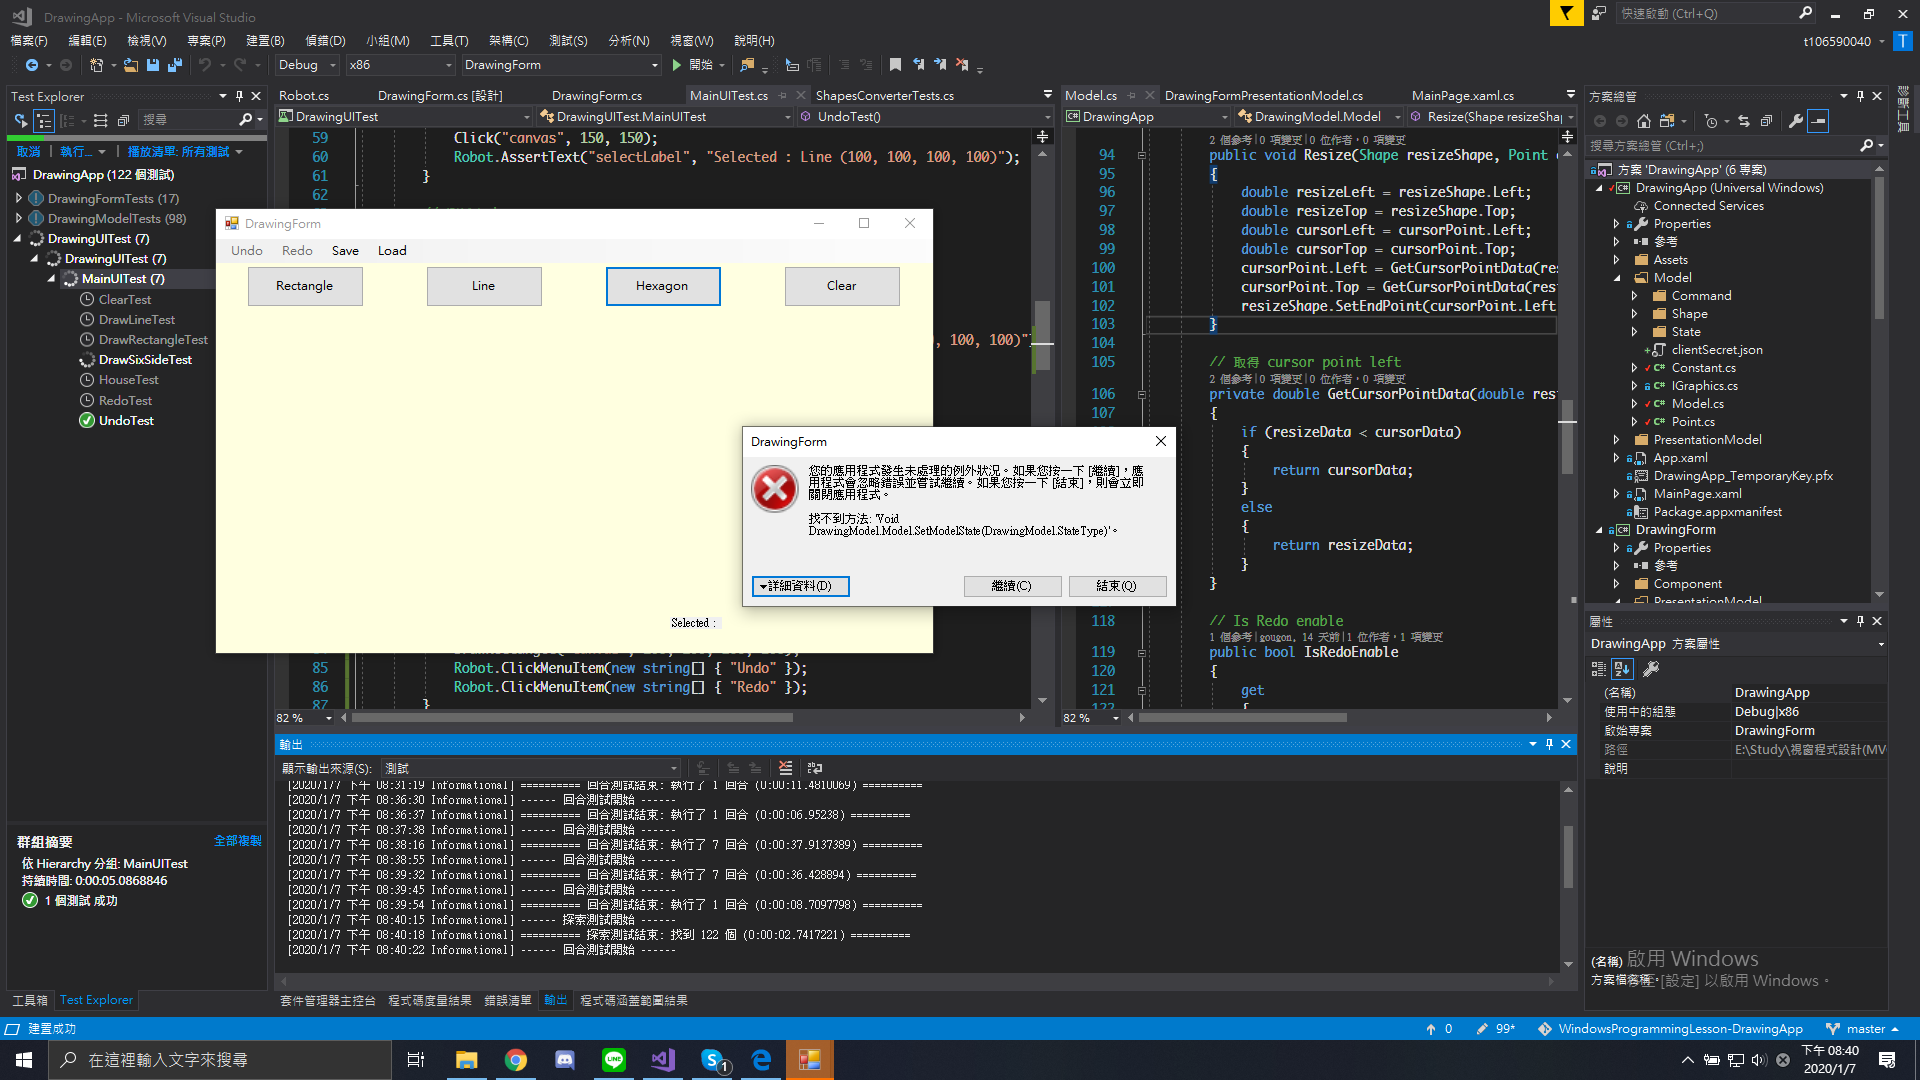 DrawingApp - Microsoft Visual Studio
快速啟動 (Ctrl+Q)
檔案(F) 編輯(E) 檢視(V) 專案(P) 建置(B) 偵錯(D) 小組(M) 工具(T) 架構(C) 測試(S) 分析(N) 視窗(W) 說明(H)
t106590040
T
Debug x86 DrawingForm 開始
Test Explorer
搜尋
取消 執行... 播放清單: 所有測試
DrawingApp (122 個測試)
DrawingFormTests (17)
DrawingModelTests (98)
DrawingUITest (7)
DrawingUITest (7)
MainUITest (7)
ClearTest
DrawLineTest
DrawRectangleTest
DrawSixSideTest
HouseTest
RedoTest
UndoTest
群組摘要 全部複製
依 Hierarchy 分組: MainUITest
持續時間: 0:00:05.0868846
1 個測試 成功
工具箱 Test Explorer
Robot.cs DrawingForm.cs [設計] DrawingForm.cs MainUITest.cs ShapesConverterTests.cs
DrawingUITest DrawingUITest.MainUITest UndoTest()
59 Click("canvas", 150, 150);
60 Robot.AssertText("selectLabel", "Selected : Line (100, 100, 100, 100)");
61 }
62
, 100, 100)"
85 Robot.ClickMenuItem(new string[] { "Undo" });
86 Robot.ClickMenuItem(new string[] { "Redo" });
87 }
82 %
DrawingForm
Undo Redo Save Load
Rectangle Line Hexagon Clear
Selected :
DrawingForm
您的應用程式發生未處理的例外狀況。如果您按一下 [繼續]，應
用程式會忽略錯誤並嘗試繼續。如果您按一下 [結束]，則會立即
關閉應用程式。
找不到方法: 'Void
DrawingModel.Model.SetModelState(DrawingModel.StateType)'。
詳細資料(D) 繼續(C) 結束(Q)
Model.cs DrawingFormPresentationModel.cs MainPage.xaml.cs
DrawingApp DrawingModel.Model Resize(Shape resizeSha
2 個參考|0 項變更|0 位作者，0 項變更
94 public void Resize(Shape resizeShape, Point
95 {
96 double resizeLeft = resizeShape.Left;
97 double resizeTop = resizeShape.Top;
98 double cursorLeft = cursorPoint.Left;
99 double cursorTop = cursorPoint.Top;
100 cursorPoint.Left = GetCursorPointData(res
101 cursorPoint.Top = GetCursorPointData(res
102 resizeShape.SetEndPoint(cursorPoint.Left
103 }
104
105 // 取得 cursor point left
2 個參考|0 項變更|0 位作者，0 項變更
106 private double GetCursorPointData(double res
107 {
if (resizeData < cursorData)
{
return cursorData;
}
else
{
return resizeData;
}
}
118 // Is Redo enable
1 個參考|gougon, 14 天前|1 位作者，1 項變更
119 public bool IsRedoEnable
120 {
121 get
122 {
82 %
輸出
顯示輸出來源(S): 測試
[2020/1/7 下午 08:31:19 Informational] ========== 回合測試結束: 執行了 1 回合 (0:00:11.4810069) ==========
[2020/1/7 下午 08:36:30 Informational] ------ 回合測試開始 ------
[2020/1/7 下午 08:36:37 Informational] ========== 回合測試結束: 執行了 1 回合 (0:00:06.95238) ==========
[2020/1/7 下午 08:37:38 Informational] ------ 回合測試開始 ------
[2020/1/7 下午 08:38:16 Informational] ========== 回合測試結束: 執行了 7 回合 (0:00:37.9137389) ==========
[2020/1/7 下午 08:38:55 Informational] ------ 回合測試開始 ------
[2020/1/7 下午 08:39:32 Informational] ========== 回合測試結束: 執行了 7 回合 (0:00:36.428894) ==========
[2020/1/7 下午 08:39:45 Informational] ------ 回合測試開始 ------
[2020/1/7 下午 08:39:54 Informational] ========== 回合測試結束: 執行了 1 回合 (0:00:08.7097798) ==========
[2020/1/7 下午 08:40:15 Informational] ------ 探索測試開始 ------
[2020/1/7 下午 08:40:18 Informational] ========== 探索測試結束: 找到 122 個 (0:00:02.7417221) ==========
[2020/1/7 下午 08:40:22 Informational] ------ 回合測試開始 ------
套件管理器主控台 程式碼度量結果 錯誤清單 輸出 程式碼涵蓋範圍結果
方案總管
搜尋方案總管 (Ctrl+;)
方案 'DrawingApp' (6 專案)
DrawingApp (Universal Windows)
Connected Services
Properties
參考
Assets
Model
Command
Shape
State
clientSecret.json
Constant.cs
IGraphics.cs
Model.cs
Point.cs
PresentationModel
App.xaml
DrawingApp_TemporaryKey.pfx
MainPage.xaml
Package.appxmanifest
DrawingForm
Properties
參考
Component
PresentationModel
診斷工具
屬性
DrawingApp 方案屬性
(名稱) DrawingApp
使用中的組態 Debug|x86
啟始專案 DrawingForm
路徑 E:\Study\視窗程式設計(MV
說明
(名稱)
方案檔名稱。
啟用 Windows
[設定] 以啟用 Windows。
建置成功
0 99* WindowsProgrammingLesson-DrawingApp master
在這裡輸入文字來搜尋
1
下午 08:40
2020/1/7